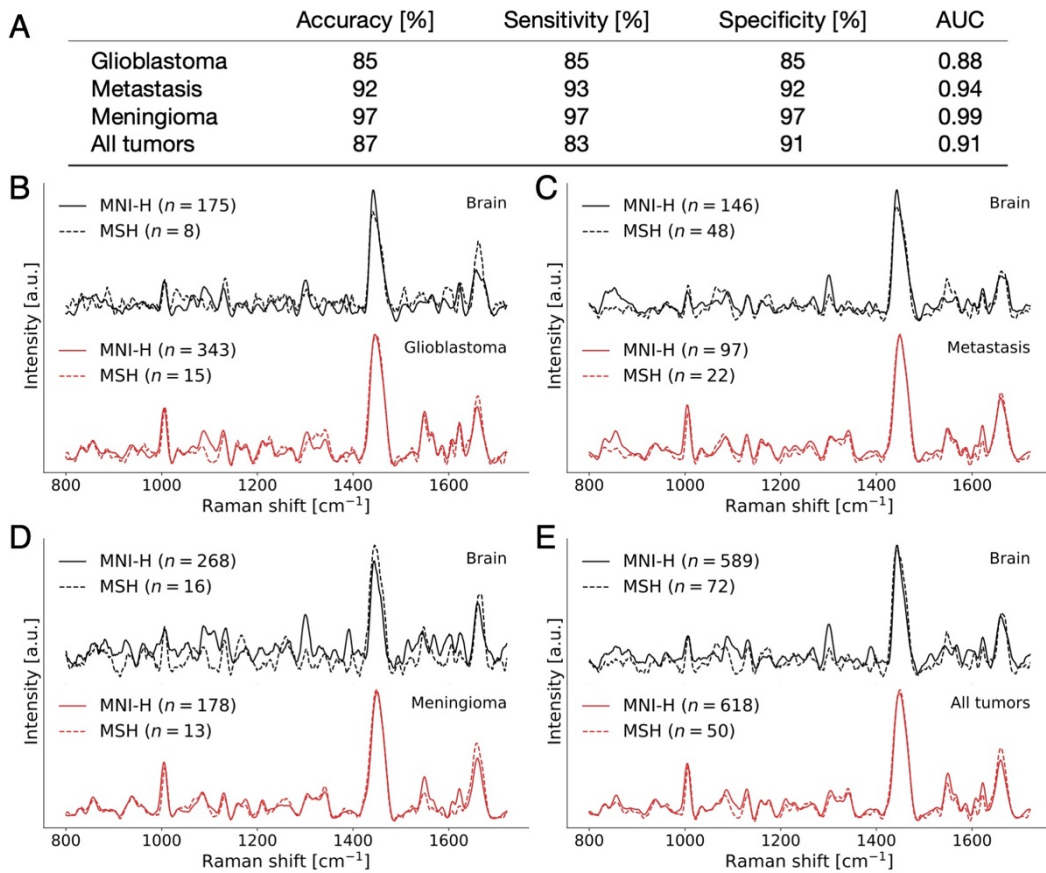 A
Accuracy [%] Sensitivity [%] Specificity [%] AUC
Glioblastoma 85 85 85 0.88
Metastasis 92 93 92 0.94
Meningioma 97 97 97 0.99
All tumors 87 83 91 0.91
B
MNI-H (n = 175)
MSH (n = 8)
Brain
MNI-H (n = 343)
MSH (n = 15)
Glioblastoma
Intensity [a.u.]
800 1000 1200 1400 1600
Raman shift [cm⁻¹]
C
MNI-H (n = 146)
MSH (n = 48)
Brain
MNI-H (n = 97)
MSH (n = 22)
Metastasis
Intensity [a.u.]
800 1000 1200 1400 1600
Raman shift [cm⁻¹]
D
MNI-H (n = 268)
MSH (n = 16)
Brain
MNI-H (n = 178)
MSH (n = 13)
Meningioma
Intensity [a.u.]
800 1000 1200 1400 1600
Raman shift [cm⁻¹]
E
MNI-H (n = 589)
MSH (n = 72)
Brain
MNI-H (n = 618)
MSH (n = 50)
All tumors
Intensity [a.u.]
800 1000 1200 1400 1600
Raman shift [cm⁻¹]